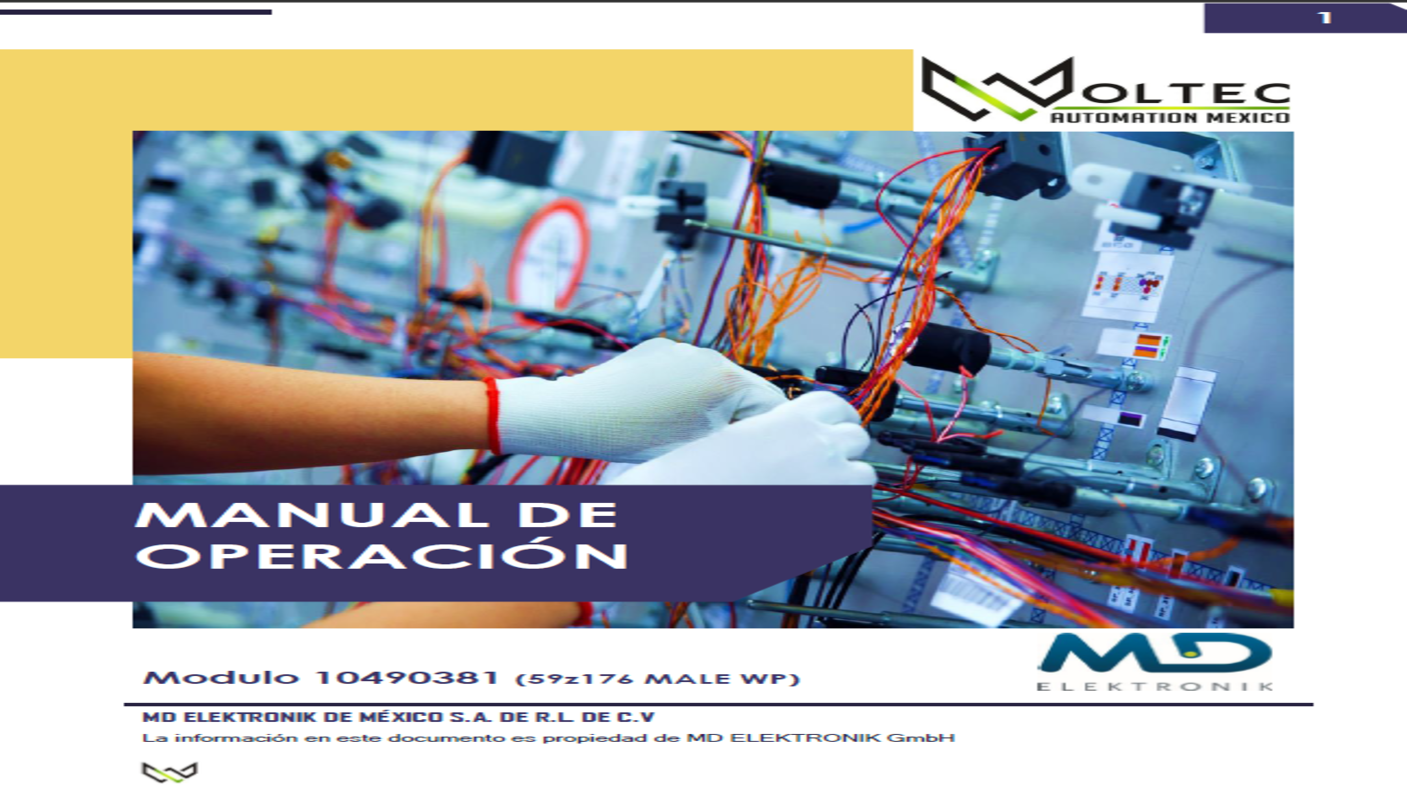 1
WOLTEC
AUTOMATION MEXICO
MANUAL DE
OPERACIÓN
MD
ELEKTRONIK
Modulo 10490381 (59z176 MALE WP)
MD ELEKTRONIK DE MÉXICO S.A. DE R.L. DE C.V
La información en este documento es propiedad de MD ELEKTRONIK GmbH